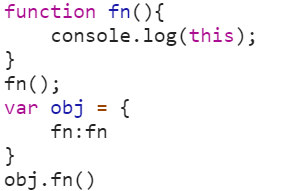 function fn(){
    console.log(this);
}
fn();
var obj = {
    fn:fn
}
obj.fn()